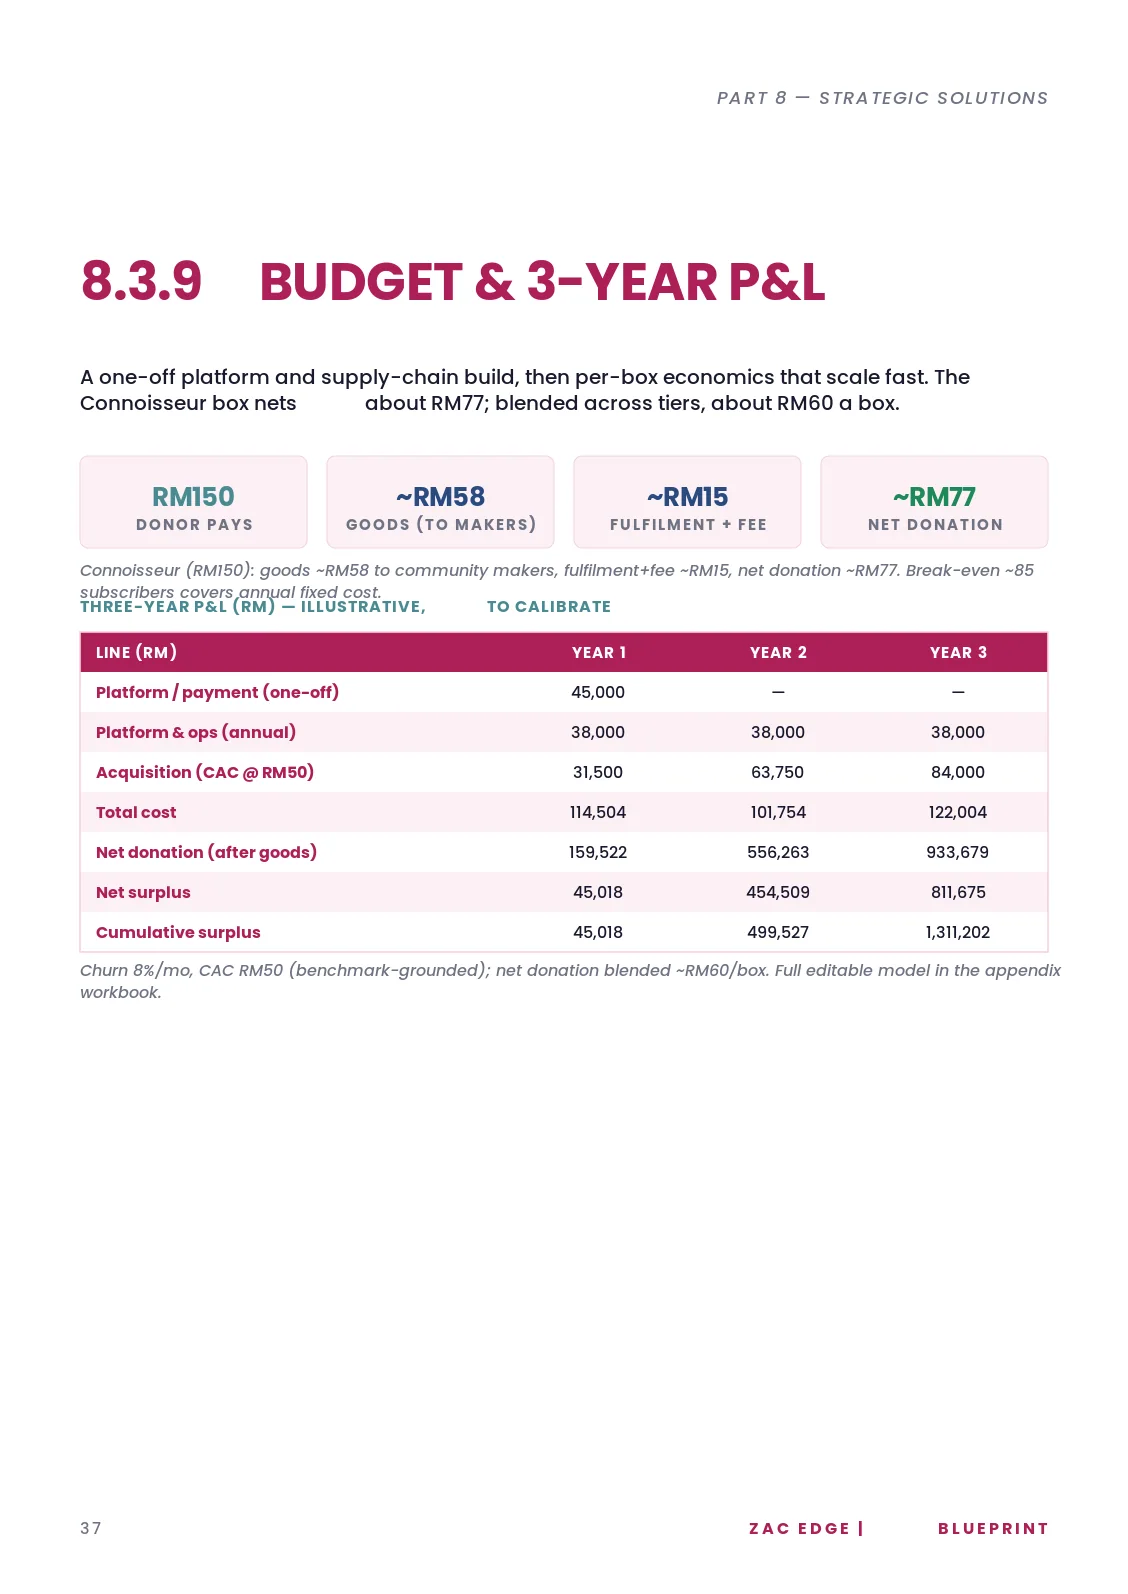 PART 8 — STRATEGIC SOLUTIONS
8.3.9 BUDGET & 3-YEAR P&L
A one-off platform and supply-chain build, then per-box economics that scale fast. The
Connoisseur box nets about RM77; blended across tiers, about RM60 a box.
RM150 ~RM58 ~RM15 ~RM77
DONOR PAYS GOODS (TO MAKERS) FULFILMENT + FEE NET DONATION
Connoisseur (RM150): goods ~RM58 to community makers, fulfilment+fee ~RM15, net donation ~RM77. Break-even ~85
subscribers covers annual fixed cost.
THREE-YEAR P&L (RM) — ILLUSTRATIVE, TO CALIBRATE
LINE (RM) YEAR 1 YEAR 2 YEAR 3
Platform / payment (one-off) 45,000 — —
Platform & ops (annual) 38,000 38,000 38,000
Acquisition (CAC @ RM50) 31,500 63,750 84,000
Total cost 114,504 101,754 122,004
Net donation (after goods) 159,522 556,263 933,679
Net surplus 45,018 454,509 811,675
Cumulative surplus 45,018 499,527 1,311,202
Churn 8%/mo, CAC RM50 (benchmark-grounded); net donation blended ~RM60/box. Full editable model in the appendix
workbook.
37 ZAC EDGE | BLUEPRINT